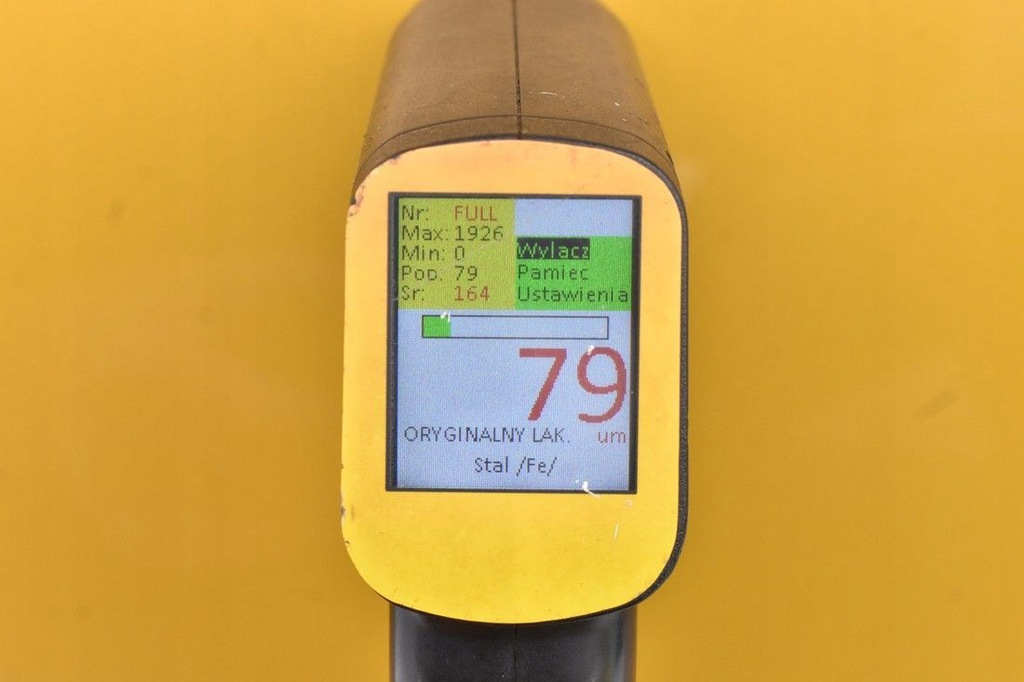 Nr: FULL
Max: 1926
Min: 0
Pop. 79
Sr: 164
Wylacz
Pamiec
Ustawienia
79
ORYGINALNY LAK. um
Stal /Fe/